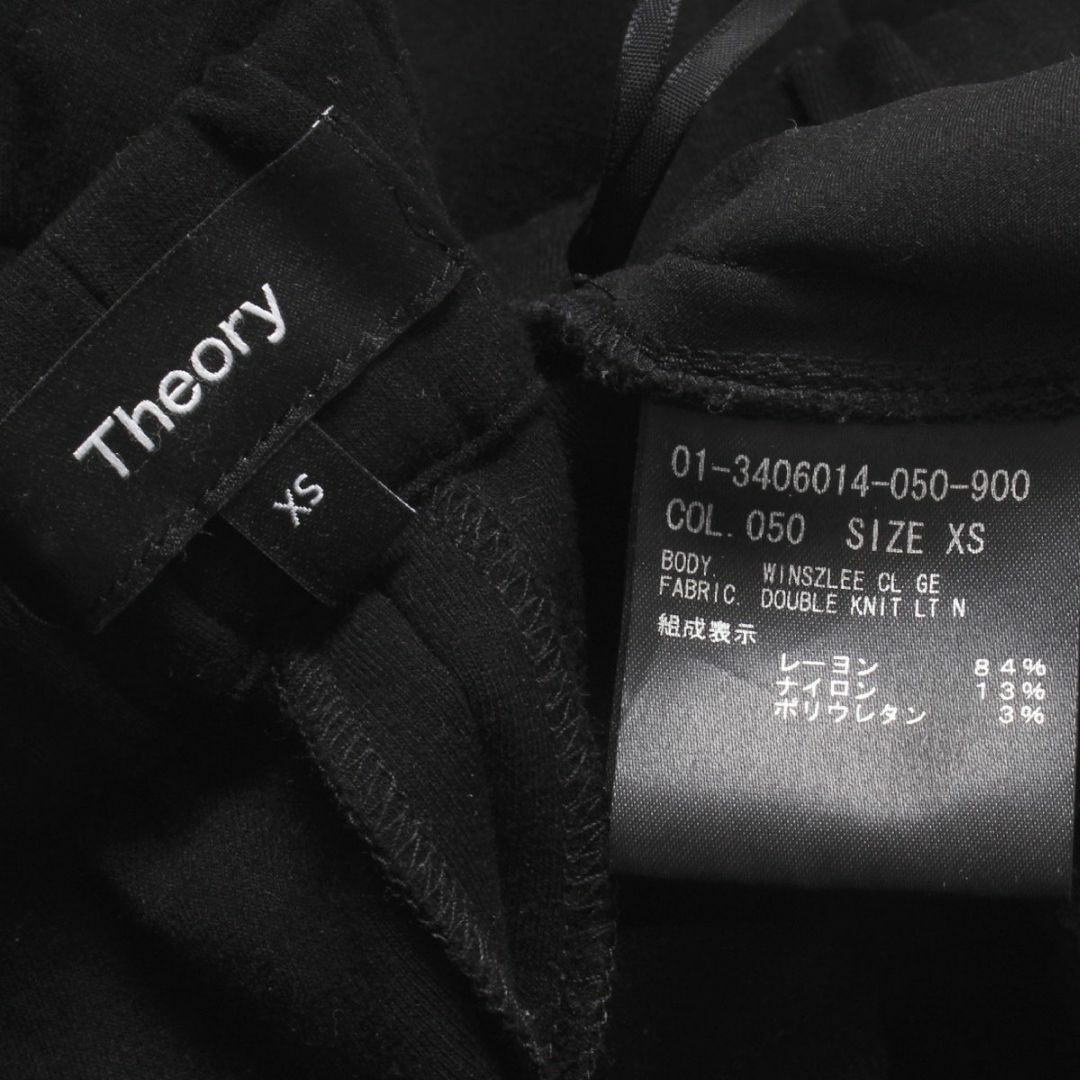 Theory
XS
01-3406014-050-900
COL. 050 SIZE XS
BODY. WINSZLEE CL GE
FABRIC. DOUBLE KNIT LT N
組成表示
レーヨン 84%
ナイロン 13%
ポリウレタン 3%